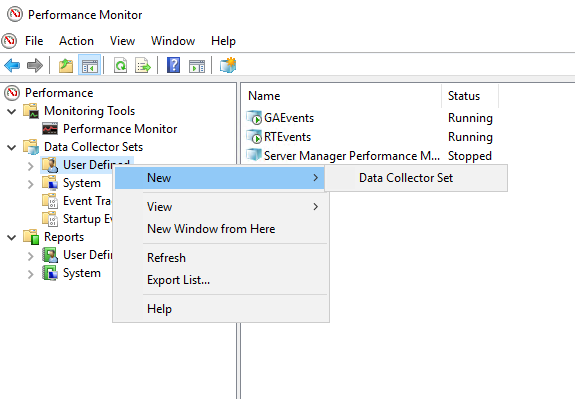 Performance Monitor
File Action View Window Help
Performance
Monitoring Tools
Performance Monitor
Data Collector Sets
User Defined
System
Event Tra
Startup Ev
Reports
User Defin
System
Name Status
GAEvents Running
RTEvents Running
Server Manager Performance M... Stopped
New
View
New Window from Here
Refresh
Export List...
Help
Data Collector Set